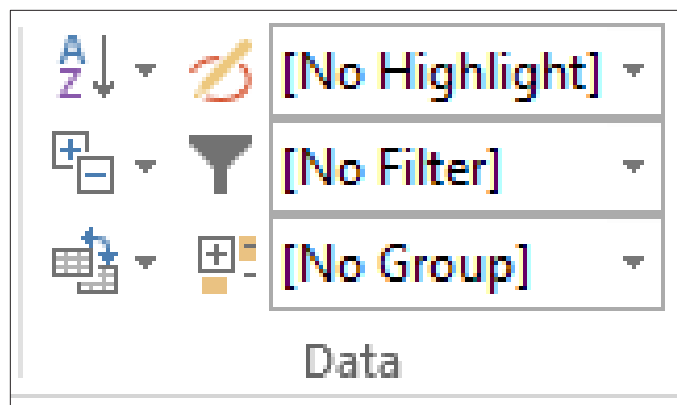 A
Z
[No Highlight]
[No Filter]
[No Group]
Data